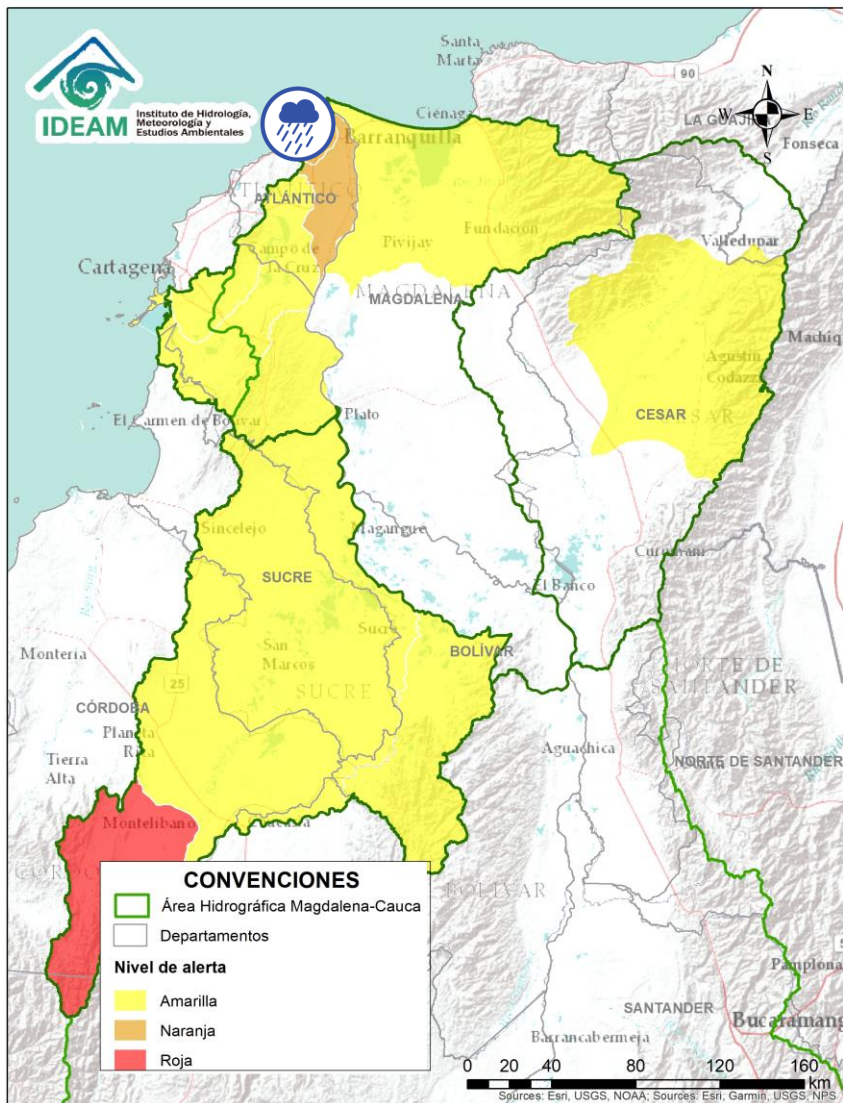 IDEAM
Instituto de Hidrología,
Meteorología y
Estudios Ambientales
Santa
Marta
90
N
W
E
S
LA GUAJIRA
Fonseca
Ciénaga
Barranquilla
ATLÁNTICO
Valledupar
Fundación
Pivijay
Campo de
la Cruz
Cartagena
MAGDALENA
MAGDALENA
Agustín
Codazzi
CESAR
Plato
El Carmen de Bolívar
Sincelejo
Magangue
Curumaní
El Banco
SUCRE
Sucre
San
Marcos
SUCRE
BOLÍVAR
Montería
25
CÓRDOBA
Planeta
Rica
Tierra
Alta
NORTE DE
SANTANDER
NORTE DE SANTANDER
Aguachica
Montelíbano
BOLÍVAR
SANTANDER
Pamplona
Bucaramang
Barrancabermeja
CONVENCIONES
Área Hidrográfica Magdalena-Cauca
Departamentos
Nivel de alerta
Amarilla
Naranja
Roja
0 20 40 80 120 160
km
Sources: Esri, USGS, NOAA; Sources: Esri, Garmin, USGS, NPS